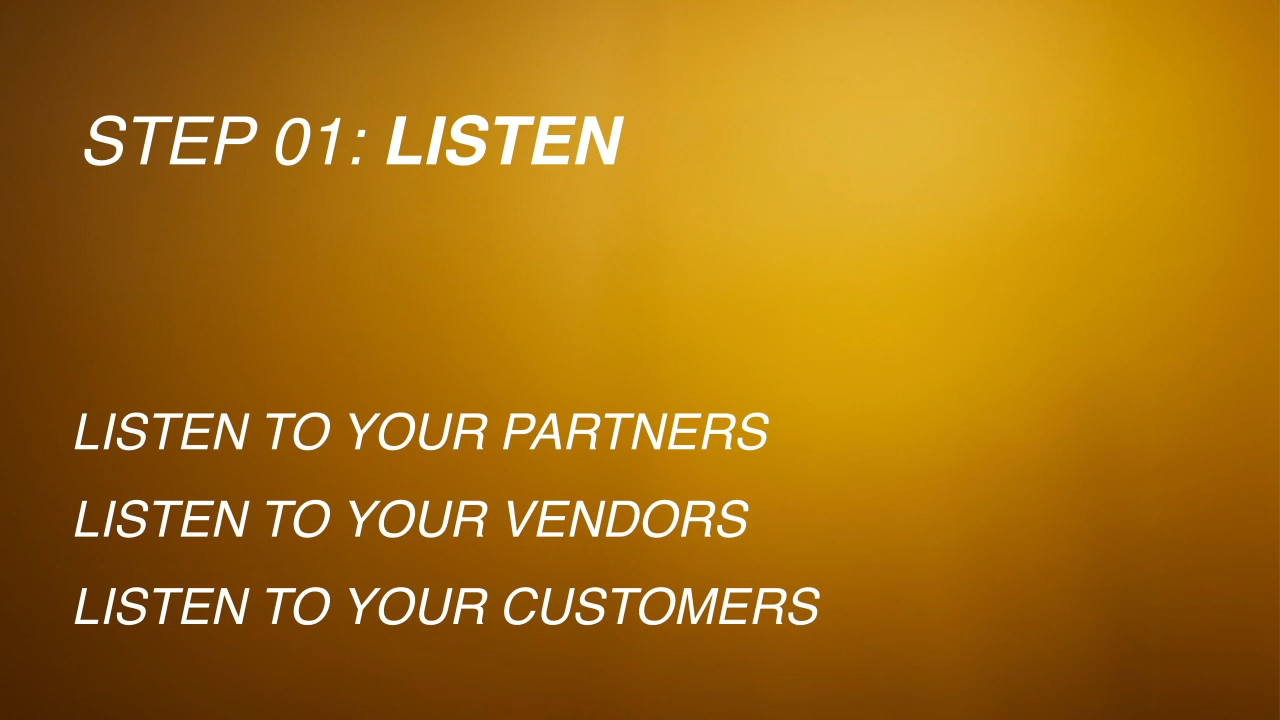 STEP 01: LISTEN
LISTEN TO YOUR PARTNERS
LISTEN TO YOUR VENDORS
LISTEN TO YOUR CUSTOMERS